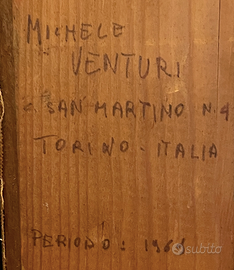 MICHELE
VENTURI
C. SAN MARTINO N. 4
TORINO - ITALIA
PERIODO: 196
subito